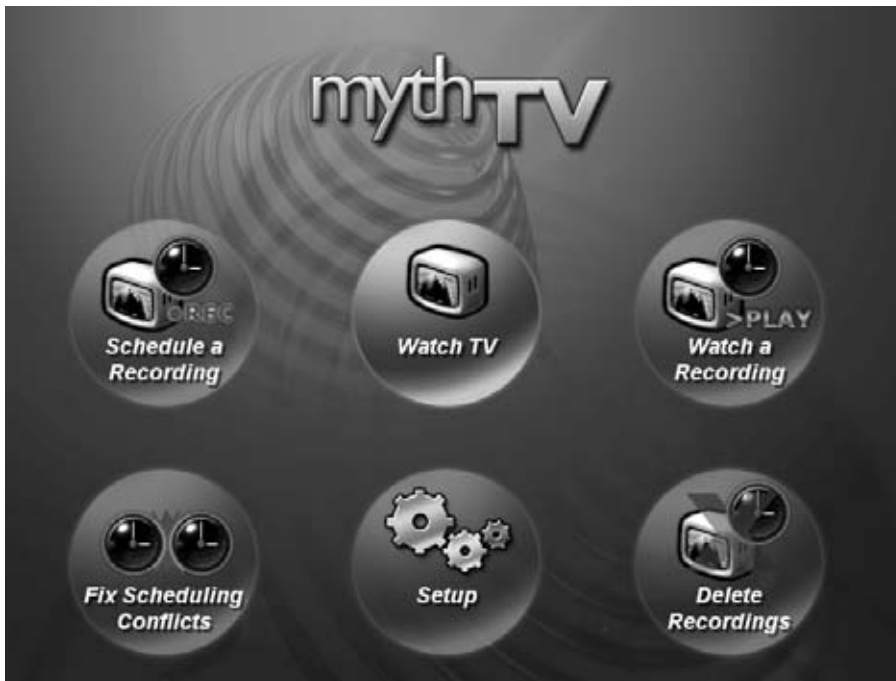 mythTV
REC
Schedule a
Recording
Watch TV
>PLAY
Watch a
Recording
Fix Scheduling
Conflicts
Setup
Delete
Recordings